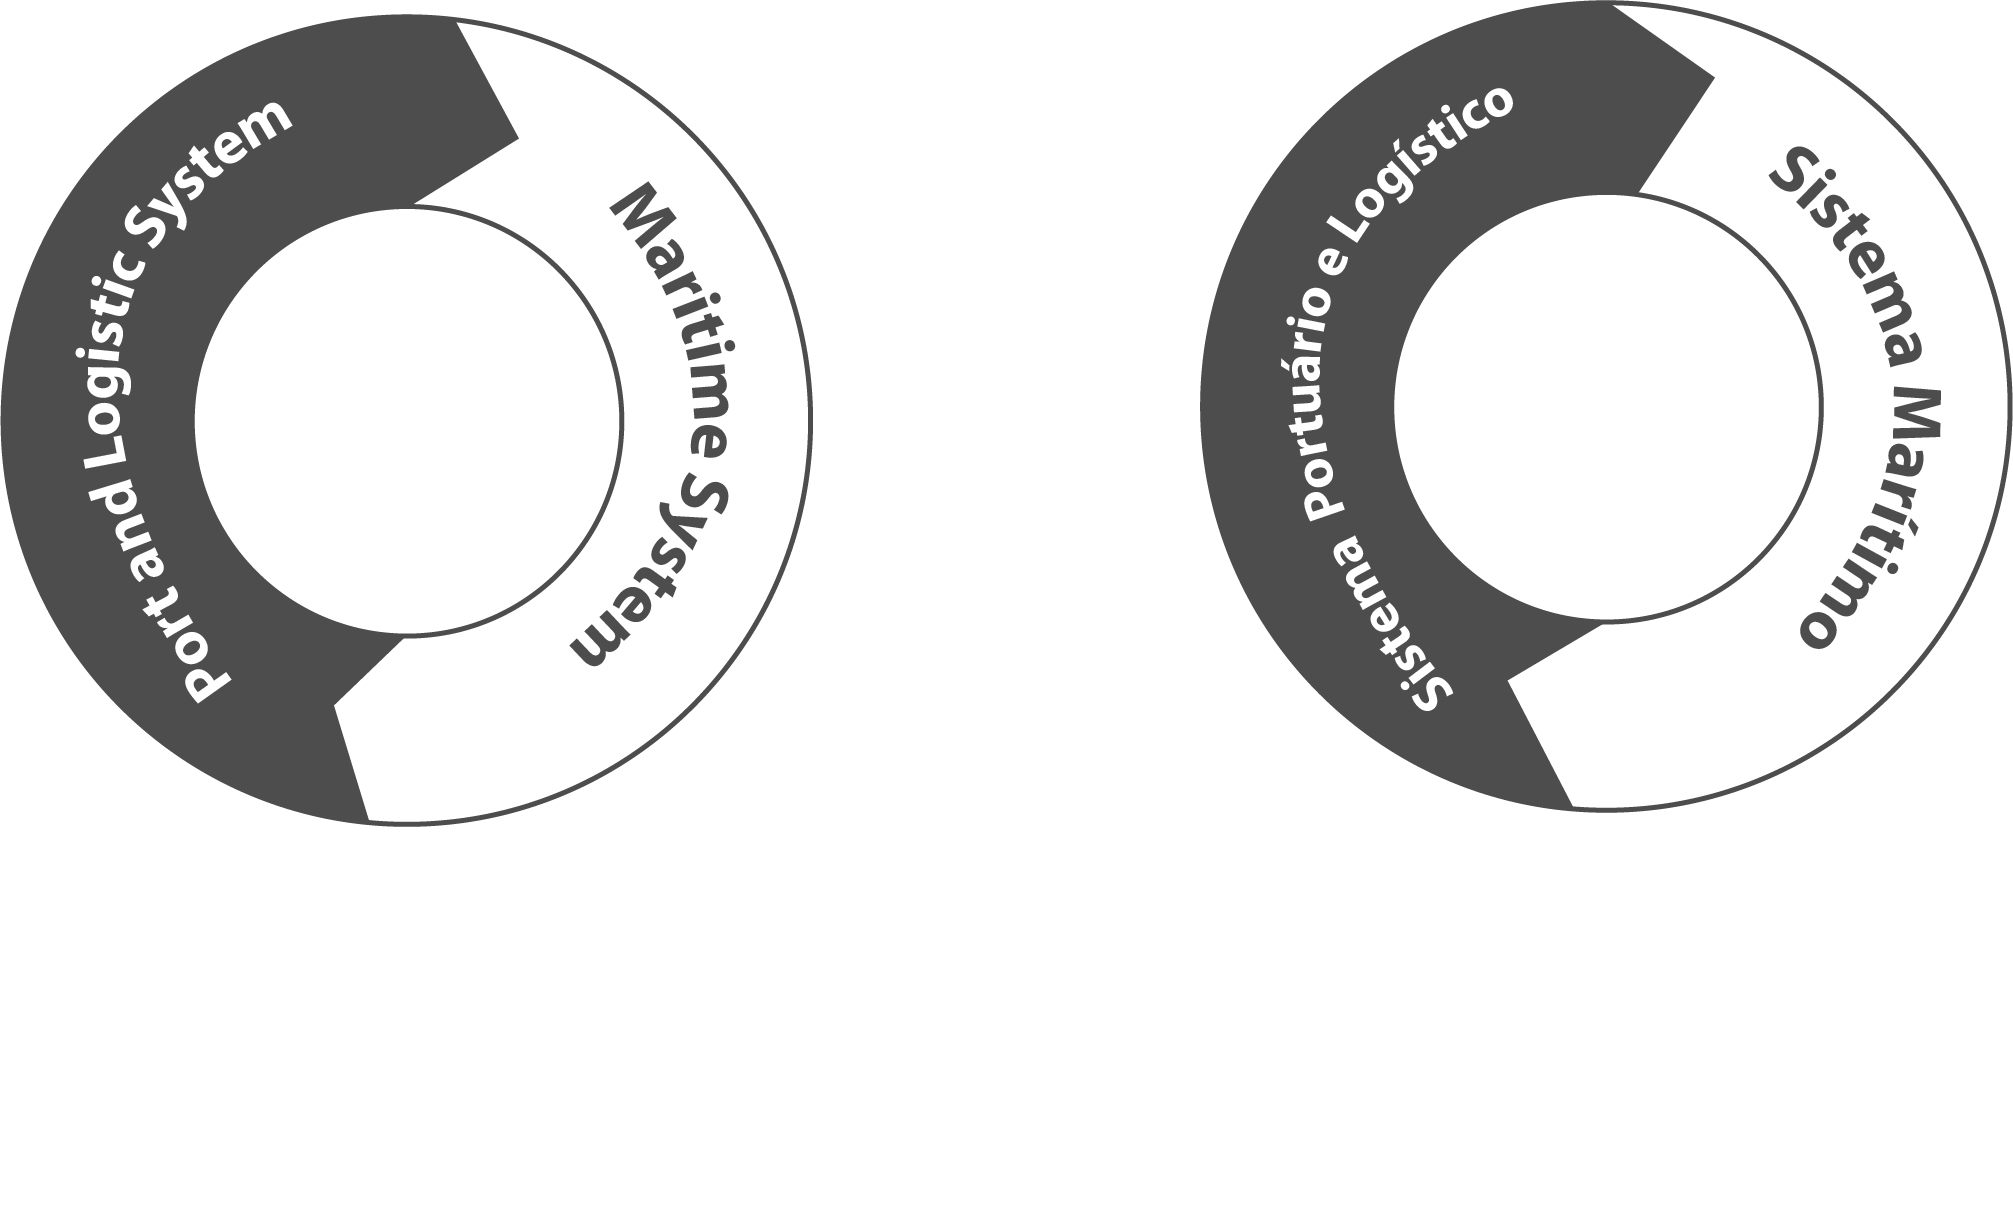 Port and Logistic System
Maritime System
Sistema Portuário e Logístico
Sistema Marítimo